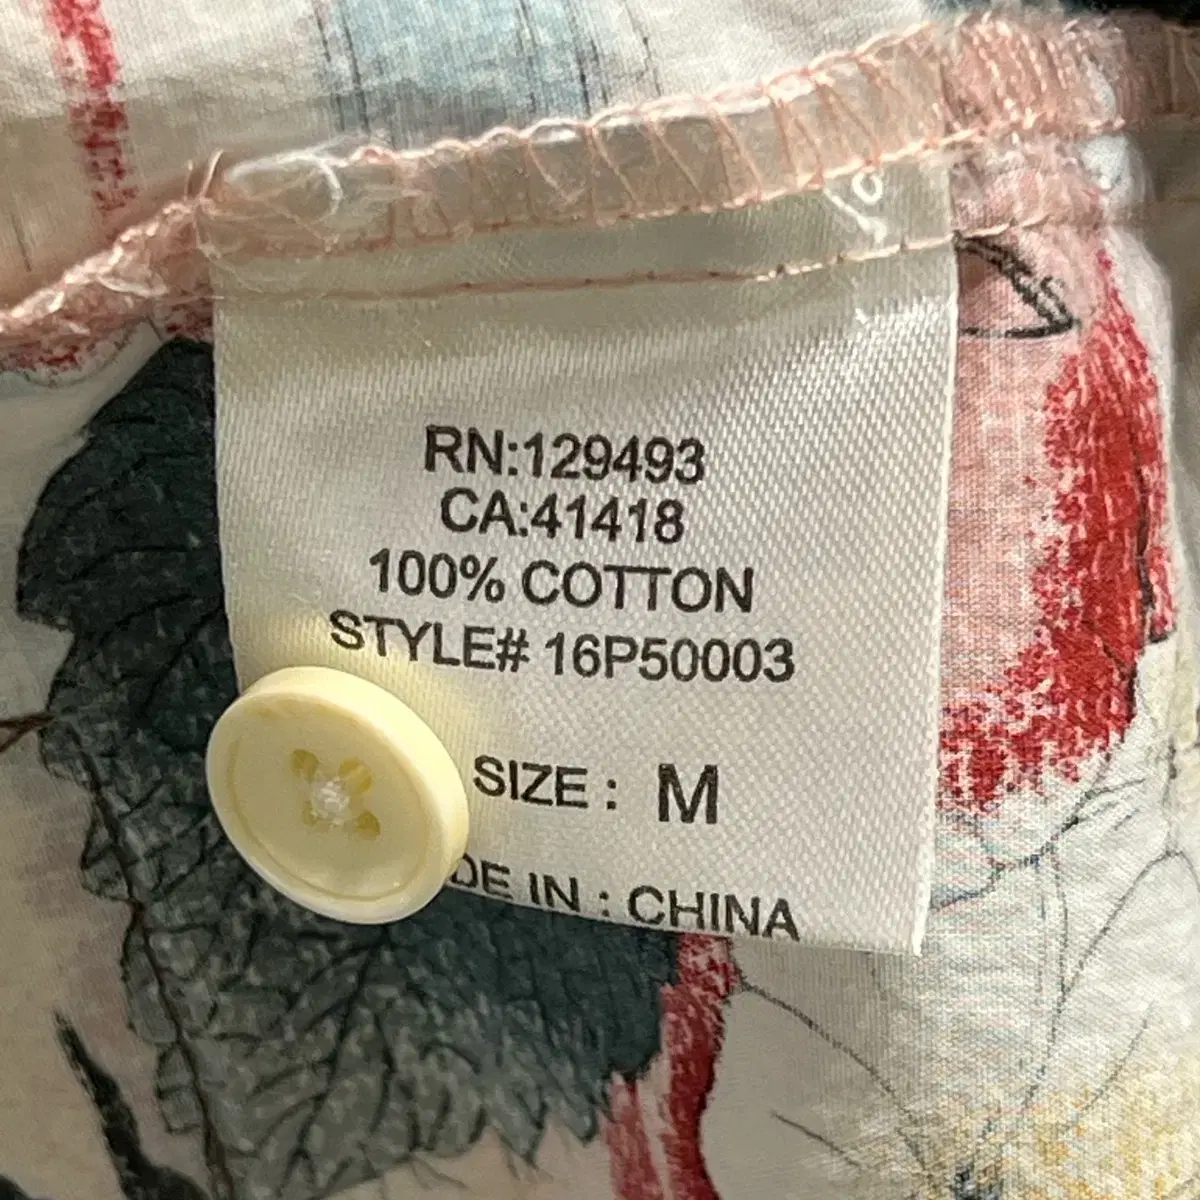 RN:129493
CA:41418
100% COTTON
STYLE# 16P50003
SIZE : M
DE IN : CHINA